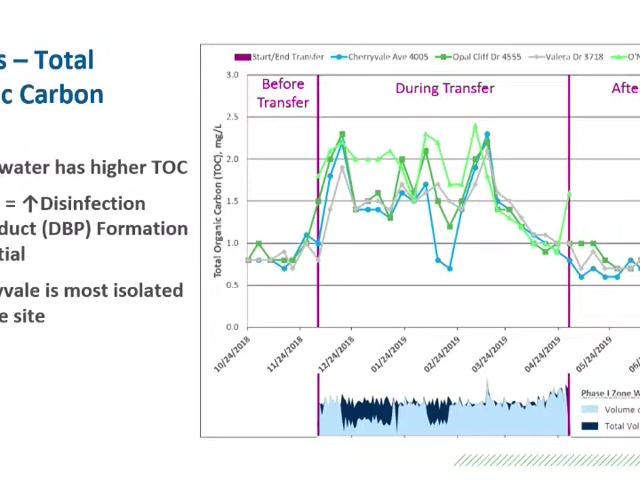 s – Total
c Carbon
water has higher TOC
= ↑Disinfection
duct (DBP) Formation
tial
yvale is most isolated
e site
Start/End Transfer Cherryvale Ave 4005 Opal Cliff Dr 4555 Valera Dr 3718 O'N
Before
Transfer
During Transfer
Afte
Total Organic Carbon (TOC), mg/L
3.0
2.5
2.0
1.5
1.0
0.5
0.0
10/24/2018
11/24/2018
12/24/2018
01/24/2019
02/24/2019
03/24/2019
04/24/2019
05/24/2019
06/
Phase I Zone W
Volume o
Total Volu